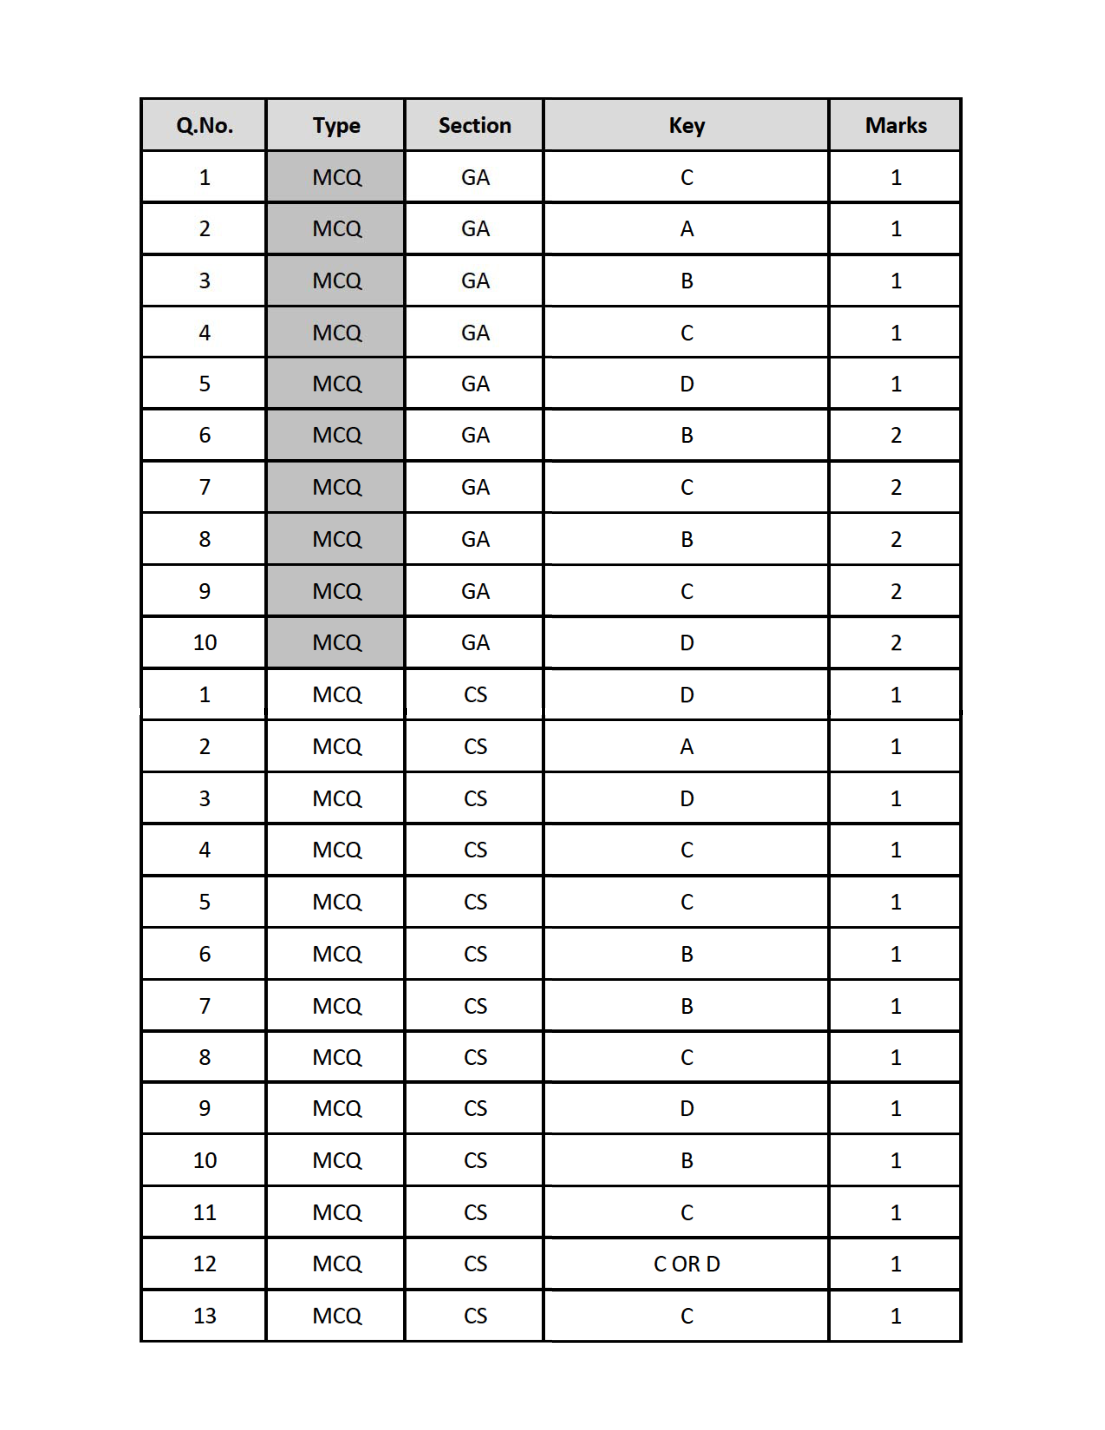 Q.No. Type Section Key Marks
1 MCQ GA C 1
2 MCQ GA A 1
3 MCQ GA B 1
4 MCQ GA C 1
5 MCQ GA D 1
6 MCQ GA B 2
7 MCQ GA C 2
8 MCQ GA B 2
9 MCQ GA C 2
10 MCQ GA D 2
1 MCQ CS D 1
2 MCQ CS A 1
3 MCQ CS D 1
4 MCQ CS C 1
5 MCQ CS C 1
6 MCQ CS B 1
7 MCQ CS B 1
8 MCQ CS C 1
9 MCQ CS D 1
10 MCQ CS B 1
11 MCQ CS C 1
12 MCQ CS C OR D 1
13 MCQ CS C 1